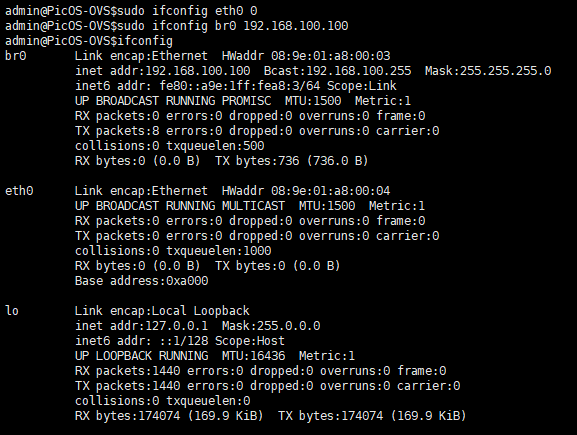 admin@PicOS-OVS$sudo ifconfig eth0 0
admin@PicOS-OVS$sudo ifconfig br0 192.168.100.100
admin@PicOS-OVS$ifconfig
br0       Link encap:Ethernet  HWaddr 08:9e:01:a8:00:03
          inet addr:192.168.100.100  Bcast:192.168.100.255  Mask:255.255.255.0
          inet6 addr: fe80::a9e:1ff:fea8:3/64 Scope:Link
          UP BROADCAST RUNNING PROMISC  MTU:1500  Metric:1
          RX packets:0 errors:0 dropped:0 overruns:0 frame:0
          TX packets:8 errors:0 dropped:0 overruns:0 carrier:0
          collisions:0 txqueuelen:500
          RX bytes:0 (0.0 B)  TX bytes:736 (736.0 B)

eth0      Link encap:Ethernet  HWaddr 08:9e:01:a8:00:04
          UP BROADCAST RUNNING MULTICAST  MTU:1500  Metric:1
          RX packets:0 errors:0 dropped:0 overruns:0 frame:0
          TX packets:0 errors:0 dropped:0 overruns:0 carrier:0
          collisions:0 txqueuelen:1000
          RX bytes:0 (0.0 B)  TX bytes:0 (0.0 B)
          Base address:0xa000

lo        Link encap:Local Loopback
          inet addr:127.0.0.1  Mask:255.0.0.0
          inet6 addr: ::1/128 Scope:Host
          UP LOOPBACK RUNNING  MTU:16436  Metric:1
          RX packets:1440 errors:0 dropped:0 overruns:0 frame:0
          TX packets:1440 errors:0 dropped:0 overruns:0 carrier:0
          collisions:0 txqueuelen:0
          RX bytes:174074 (169.9 KiB)  TX bytes:174074 (169.9 KiB)